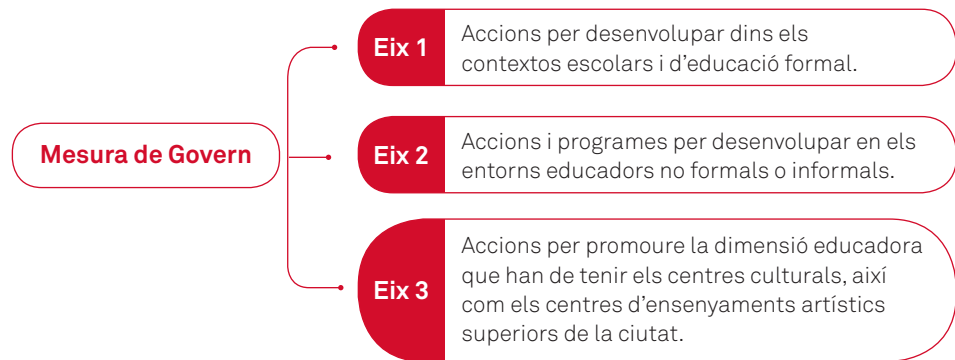 Mesura de Govern
Eix 1
Accions per desenvolupar dins els
contextos escolars i d’educació formal.
Eix 2
Accions i programes per desenvolupar en els
entorns educadors no formals o informals.
Eix 3
Accions per promoure la dimensió educadora
que han de tenir els centres culturals, així
com els centres d’ensenyaments artístics
superiors de la ciutat.